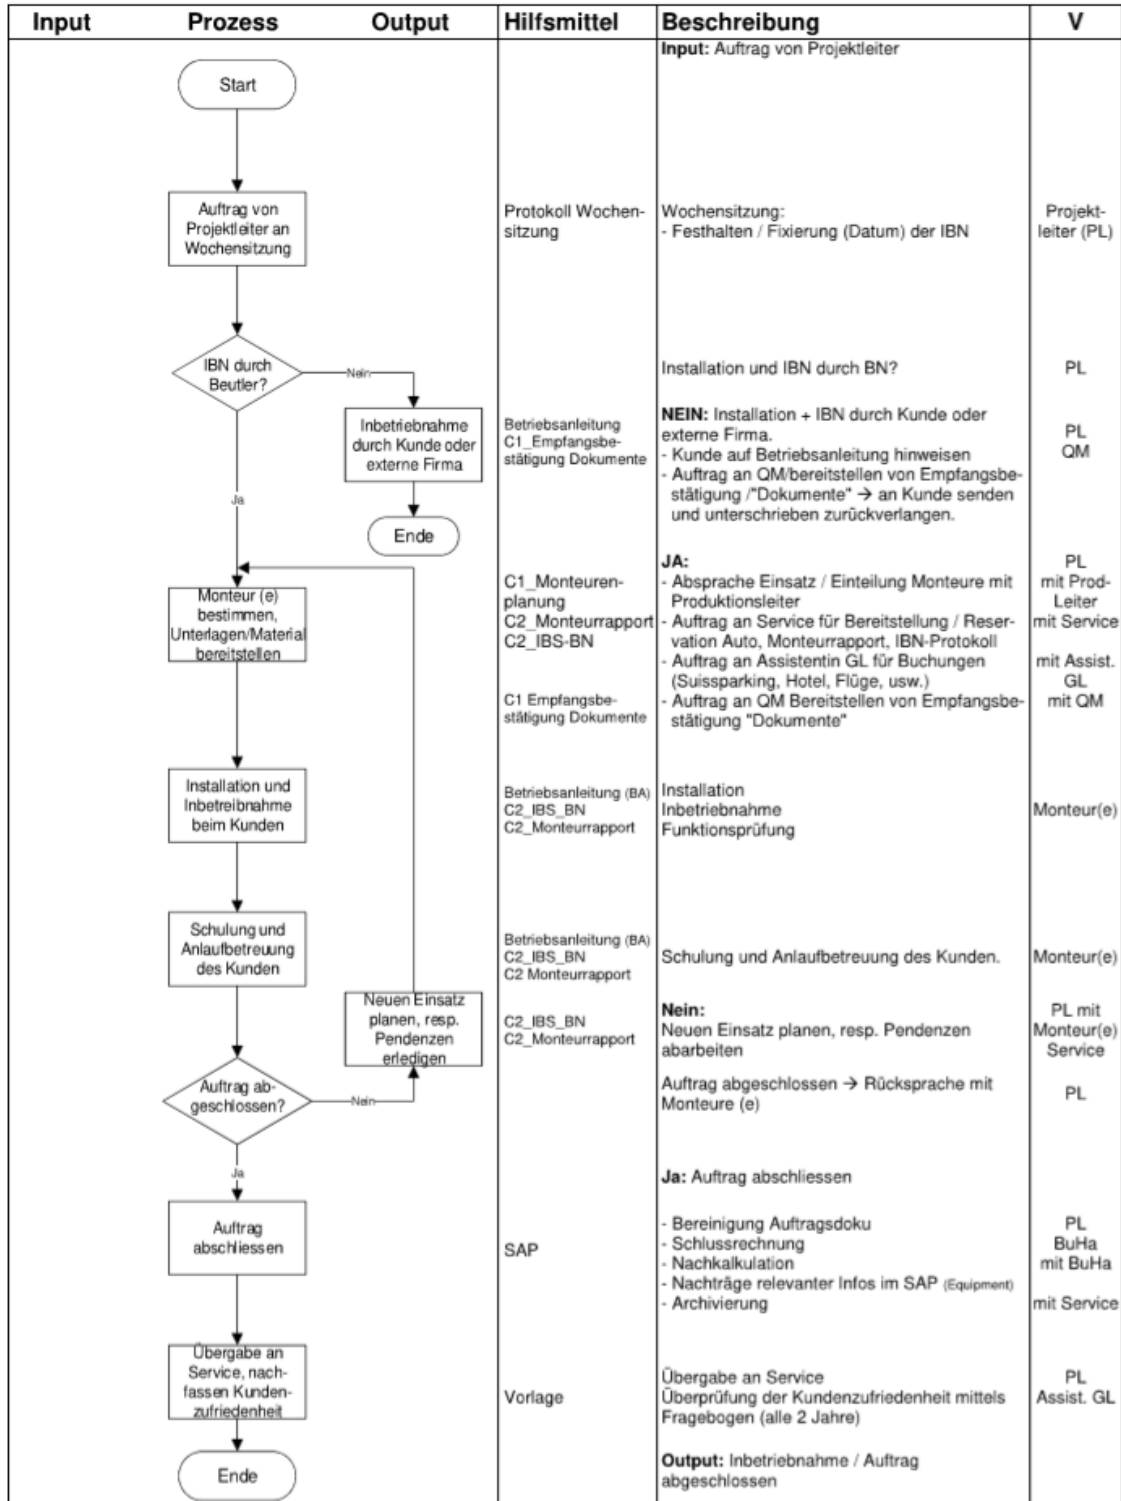 Input Prozess Output Hilfsmittel Beschreibung V
Input: Auftrag von Projektleiter
Start
Auftrag von
Projektleiter an
Wochensitzung
Protokoll Wochen-
sitzung
Wochensitzung:
- Festhalten / Fixierung (Datum) der IBN
Projekt-
leiter (PL)
IBN durch
Beutler?
Nein
Ja
Installation und IBN durch BN?
PL
Inbetriebnahme
durch Kunde oder
externe Firma
Ende
Betriebsanleitung
C1_Empfangsbe-
stätigung Dokumente
NEIN: Installation + IBN durch Kunde oder
externe Firma.
- Kunde auf Betriebsanleitung hinweisen
- Auftrag an QM/bereitstellen von Empfangsbe-
stätigung /"Dokumente" → an Kunde senden
und unterschrieben zurückverlangen.
PL
QM
Monteur (e)
bestimmen,
Unterlagen/Material
bereitstellen
C1_Monteuren-
planung
C2_Monteurrapport
C2_IBS-BN
C1 Empfangsbe-
stätigung Dokumente
JA:
- Absprache Einsatz / Einteilung Monteure mit
Produktionsleiter
- Auftrag an Service für Bereitstellung / Reser-
vation Auto, Monteurrapport, IBN-Protokoll
- Auftrag an Assistentin GL für Buchungen
(Suissparking, Hotel, Flüge, usw.)
- Auftrag an QM Bereitstellen von Empfangsbe-
stätigung "Dokumente"
PL
mit Prod-
Leiter
mit Service
mit Assist.
GL
mit QM
Installation und
Inbetreibnahme
beim Kunden
Betriebsanleitung (BA)
C2_IBS_BN
C2_Monteurrapport
Installation
Inbetriebnahme
Funktionsprüfung
Monteur(e)
Schulung und
Anlaufbetreuung
des Kunden
Betriebsanleitung (BA)
C2_IBS_BN
C2 Monteurrapport
Schulung und Anlaufbetreuung des Kunden.
Monteur(e)
Neuen Einsatz
planen, resp.
Pendenzen
erledigen
C2_IBS_BN
C2_Monteurrapport
Nein:
Neuen Einsatz planen, resp. Pendenzen
abarbeiten
PL mit
Monteur(e)
Service
Auftrag ab-
geschlossen?
Nein
Ja
Auftrag abgeschlossen → Rücksprache mit
Monteure (e)
PL
Ja: Auftrag abschliessen
Auftrag
abschliessen
SAP
- Bereinigung Auftragsdoku
- Schlussrechnung
- Nachkalkulation
- Nachträge relevanter Infos im SAP (Equipment)
- Archivierung
PL
BuHa
mit BuHa
mit Service
Übergabe an
Service, nach-
fassen Kunden-
zufriedenheit
Vorlage
Übergabe an Service
Überprüfung der Kundenzufriedenheit mittels
Fragebogen (alle 2 Jahre)
PL
Assist. GL
Ende
Output: Inbetriebnahme / Auftrag
abgeschlossen